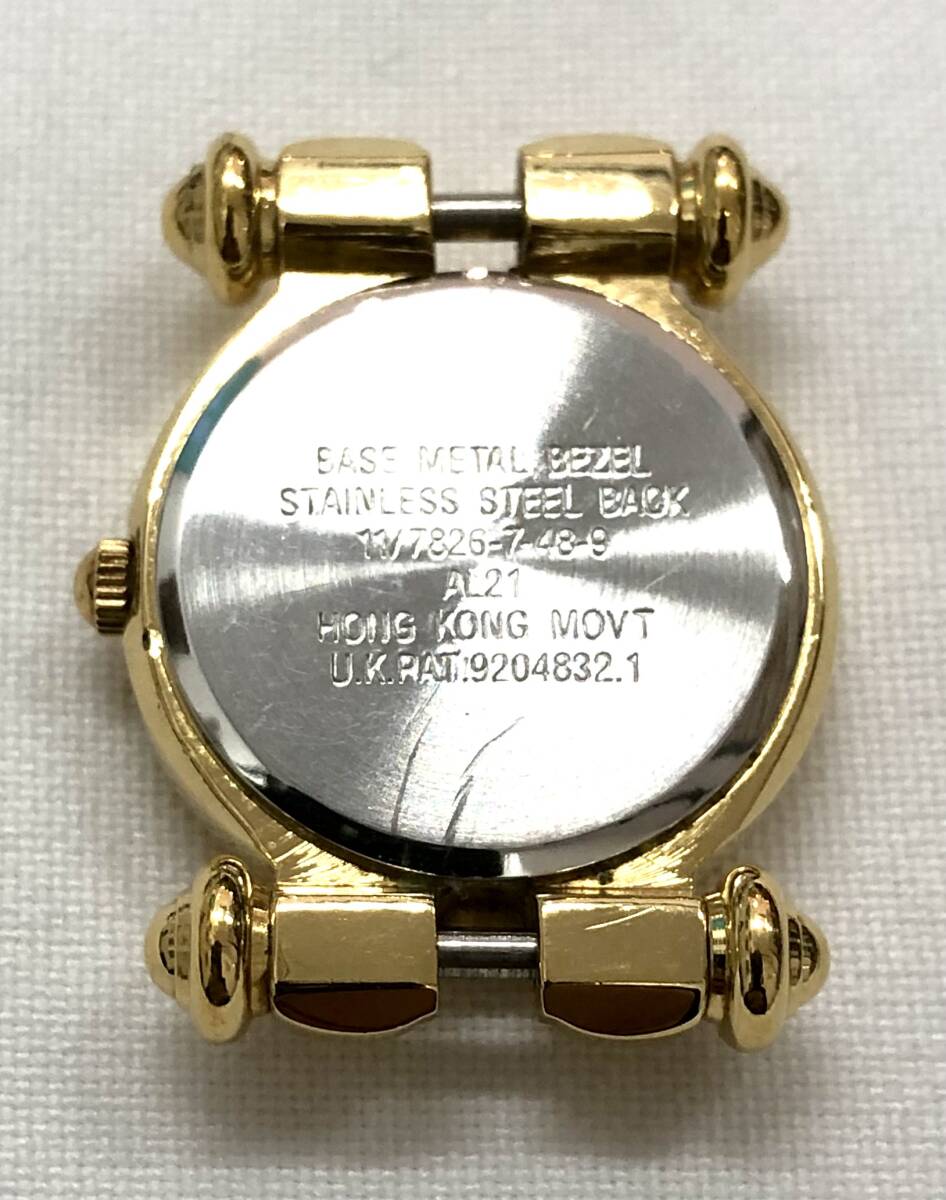 BASE METAL BEZEL
STAINLESS STEEL BACK
11/7826-7-48-9
AL21
HONG KONG MOVT
U.K.PAT.9204832.1